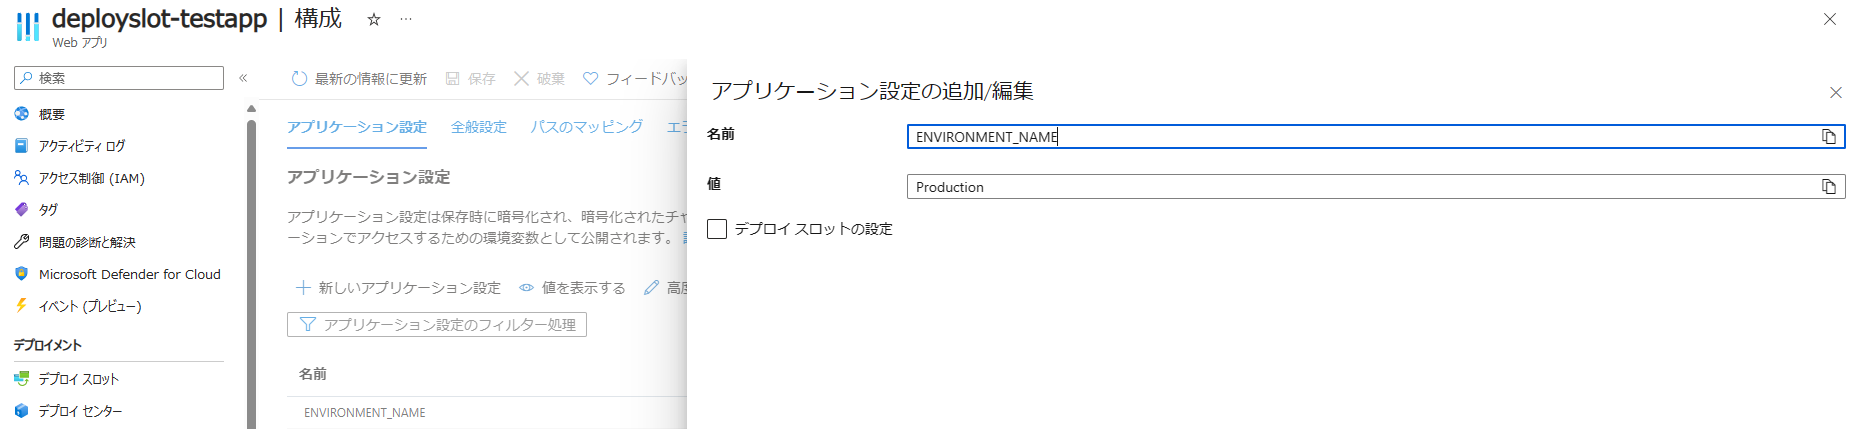 deployslot-testapp | 構成
Web アプリ
検索
概要
アクティビティ ログ
アクセス制御 (IAM)
タグ
問題の診断と解決
Microsoft Defender for Cloud
イベント (プレビュー)
デプロイメント
デプロイ スロット
デプロイ センター
最新の情報に更新 保存 破棄 フィードバッ
アプリケーション設定 全般設定 パスのマッピング エラ
アプリケーション設定
アプリケーション設定は保存時に暗号化され、暗号化されたチャ
ーションでアクセスするための環境変数として公開されます。
新しいアプリケーション設定 値を表示する 高度
アプリケーション設定のフィルター処理
名前
ENVIRONMENT_NAME
アプリケーション設定の追加/編集
名前 ENVIRONMENT_NAME
値 Production
デプロイ スロットの設定